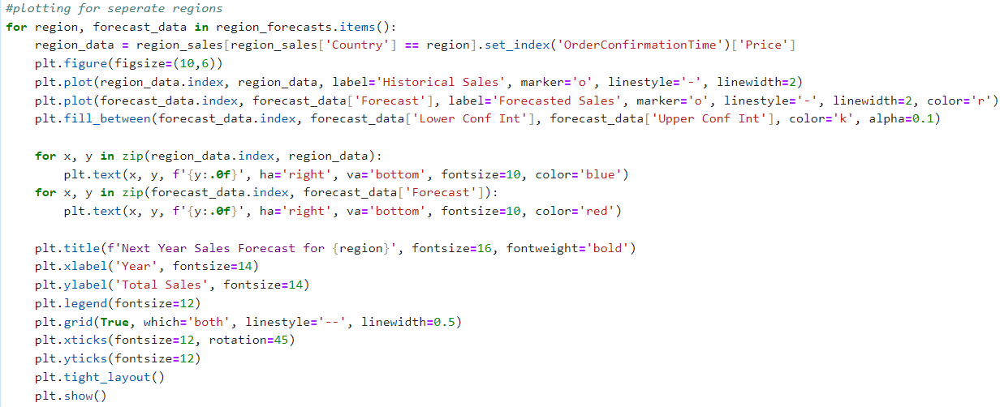 #plotting for seperate regions
for region, forecast_data in region_forecasts.items():
    region_data = region_sales[region_sales['Country'] == region].set_index('OrderConfirmationTime')['Price']
    plt.figure(figsize=(10,6))
    plt.plot(region_data.index, region_data, label='Historical Sales', marker='o', linestyle='-', linewidth=2)
    plt.plot(forecast_data.index, forecast_data['Forecast'], label='Forecasted Sales', marker='o', linestyle='-', linewidth=2, color='r')
    plt.fill_between(forecast_data.index, forecast_data['Lower Conf Int'], forecast_data['Upper Conf Int'], color='k', alpha=0.1)

    for x, y in zip(region_data.index, region_data):
        plt.text(x, y, f'{y:.0f}', ha='right', va='bottom', fontsize=10, color='blue')
    for x, y in zip(forecast_data.index, forecast_data['Forecast']):
        plt.text(x, y, f'{y:.0f}', ha='right', va='bottom', fontsize=10, color='red')

    plt.title(f'Next Year Sales Forecast for {region}', fontsize=16, fontweight='bold')
    plt.xlabel('Year', fontsize=14)
    plt.ylabel('Total Sales', fontsize=14)
    plt.legend(fontsize=12)
    plt.grid(True, which='both', linestyle='--', linewidth=0.5)
    plt.xticks(fontsize=12, rotation=45)
    plt.yticks(fontsize=12)
    plt.tight_layout()
    plt.show()